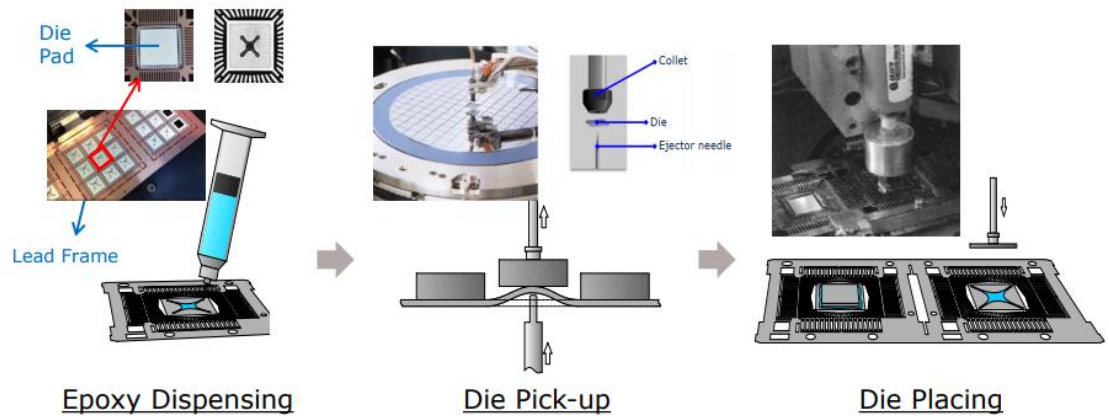 Die
Pad
Lead Frame
Collet
Die
Ejector needle
Epoxy Dispensing
Die Pick-up
Die Placing